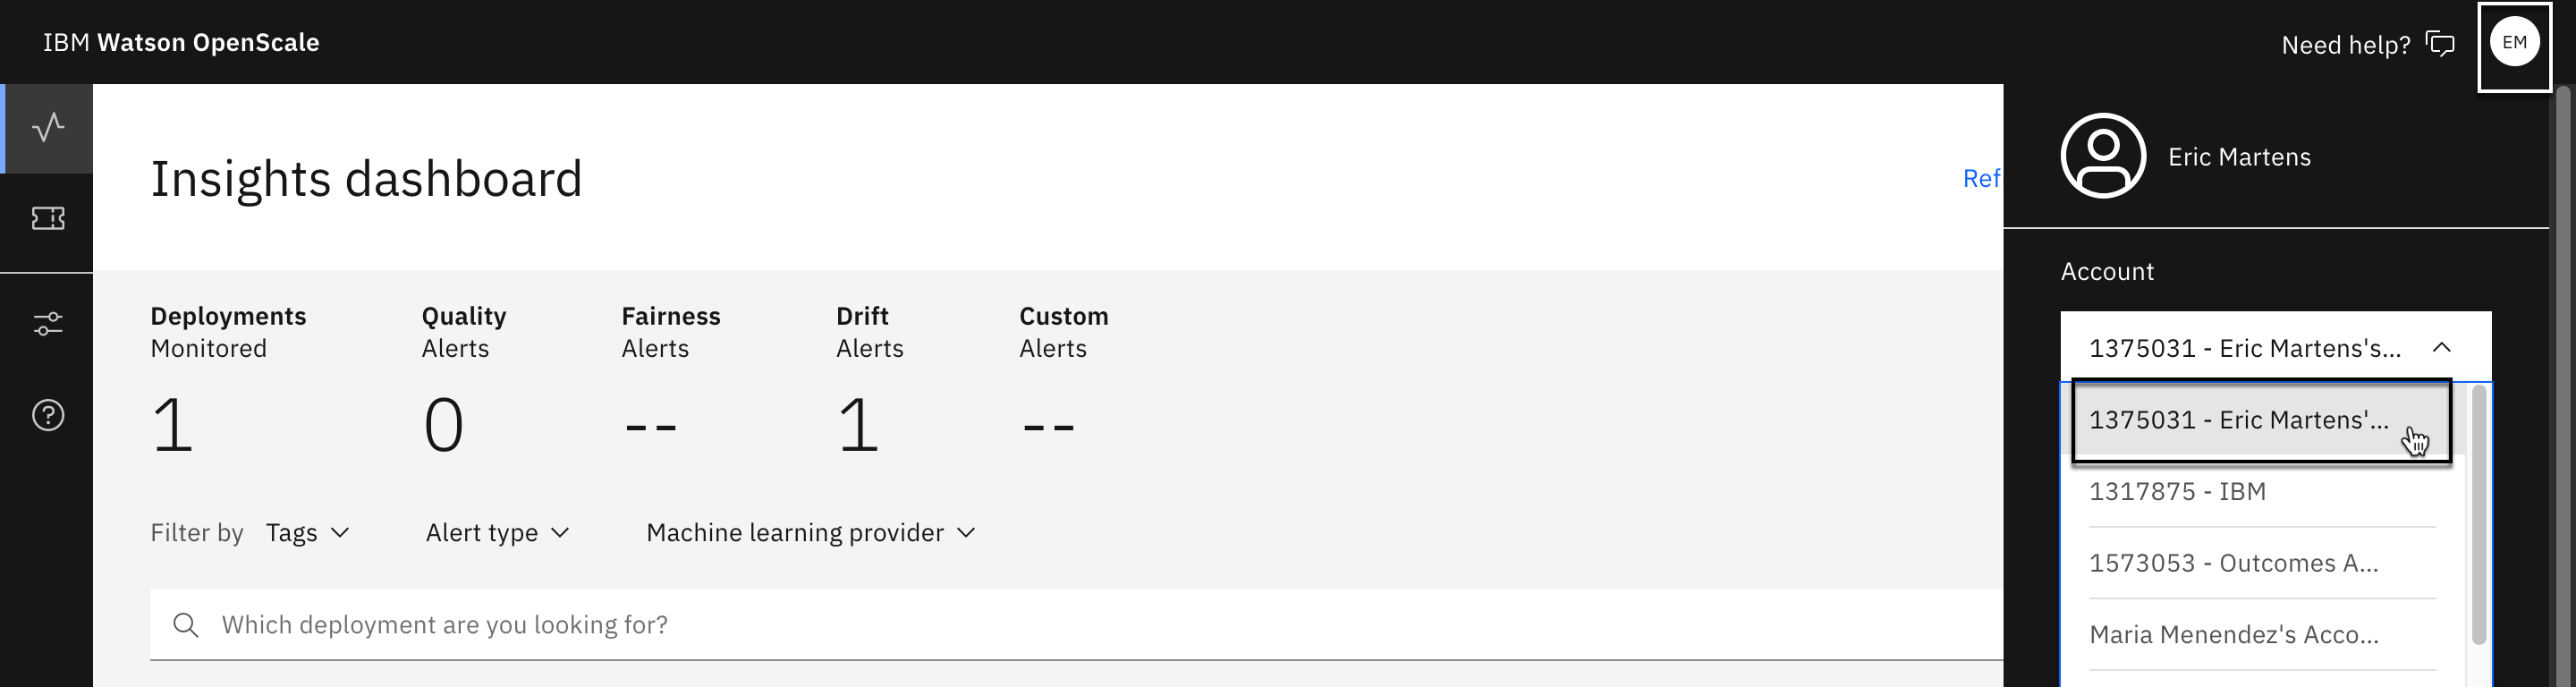 IBM Watson OpenScale
Need help?
EM
Insights dashboard
Ref
Eric Martens
Account
1375031 - Eric Martens's...
1375031 - Eric Martens'...
1317875 - IBM
1573053 - Outcomes A...
Maria Menendez's Acco...
Deployments Quality Fairness Drift Custom
Monitored Alerts Alerts Alerts Alerts
1 0 -- 1 --
Filter by Tags Alert type Machine learning provider
Which deployment are you looking for?